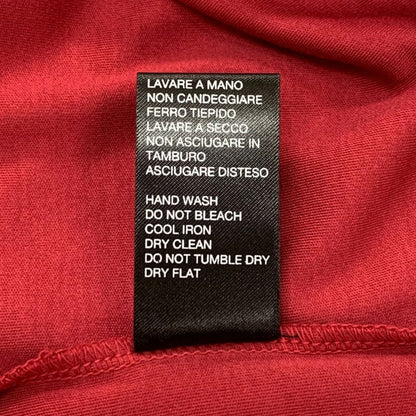 LAVARE A MANO
NON CANDEGGIARE
FERRO TIEPIDO
LAVARE A SECCO
NON ASCIUGARE IN
TAMBURO
ASCIUGARE DISTESO
HAND WASH
DO NOT BLEACH
COOL IRON
DRY CLEAN
DO NOT TUMBLE DRY
DRY FLAT